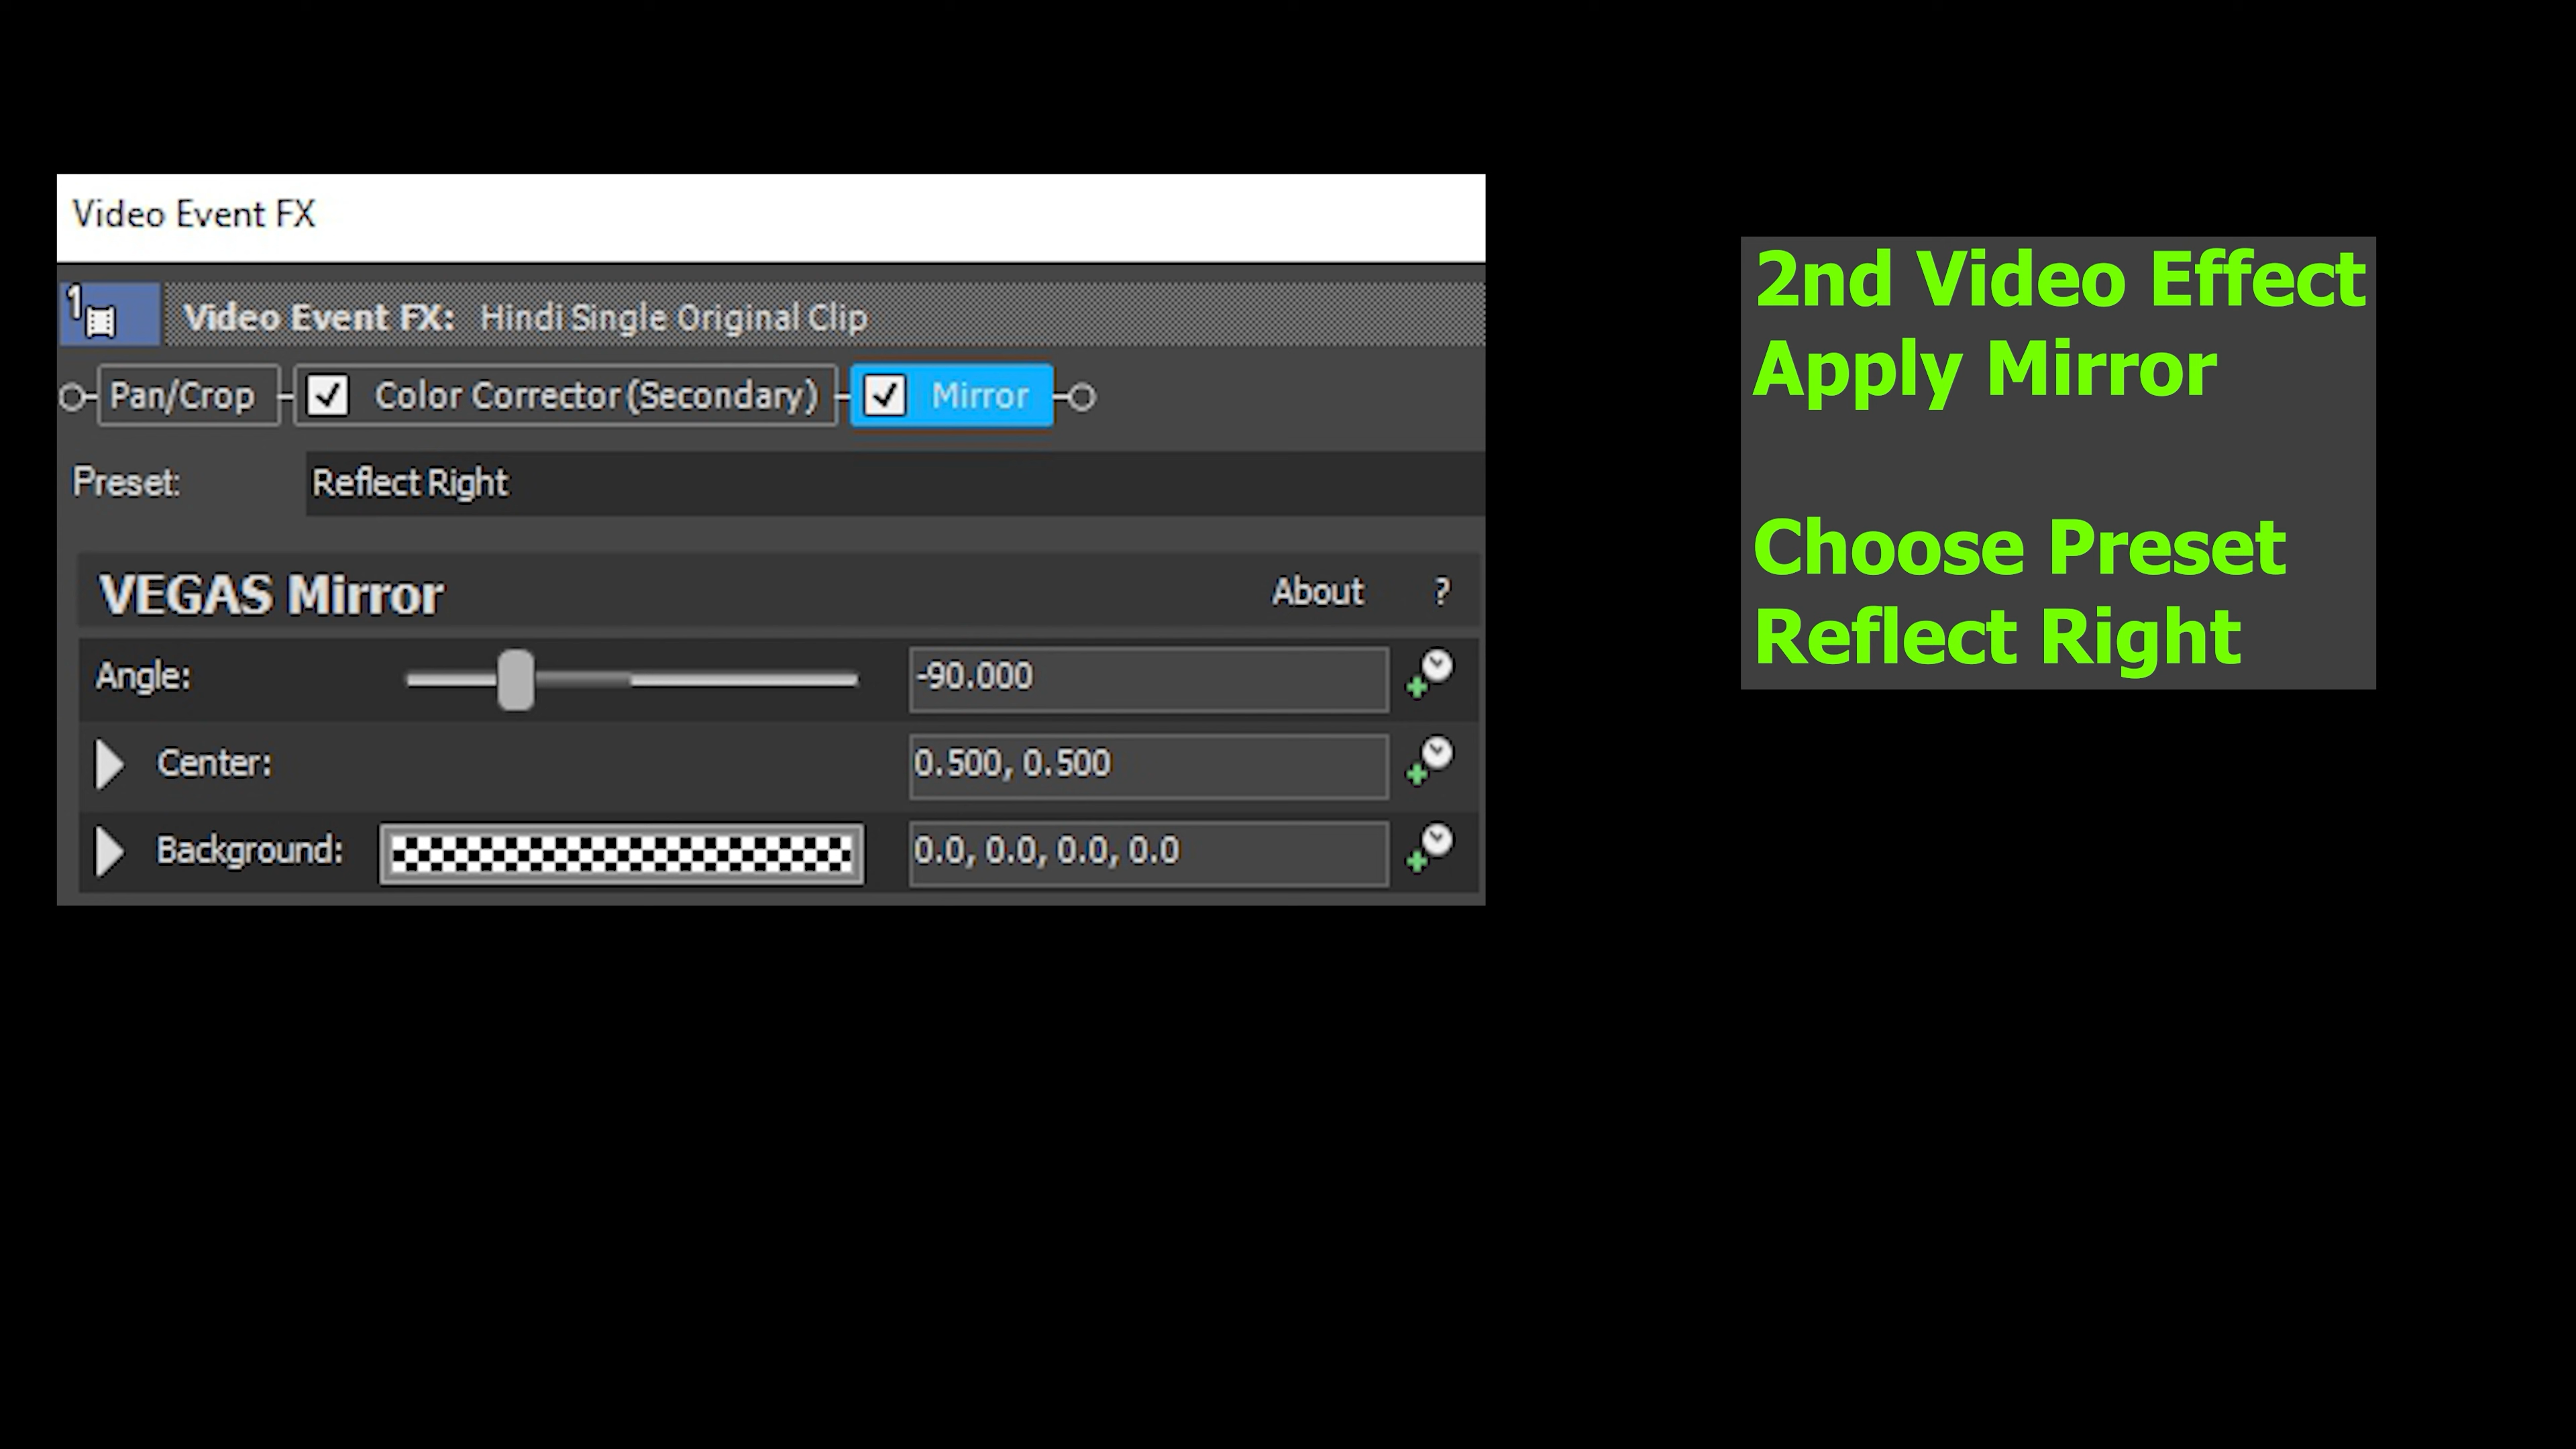 Video Event FX
1
Video Event FX: Hindi Single Original Clip
Pan/Crop Color Corrector (Secondary) Mirror
Preset: Reflect Right
VEGAS Mirror About ?
Angle: -90.000
Center: 0.500, 0.500
Background: 0.0, 0.0, 0.0, 0.0
2nd Video Effect
Apply Mirror
Choose Preset
Reflect Right